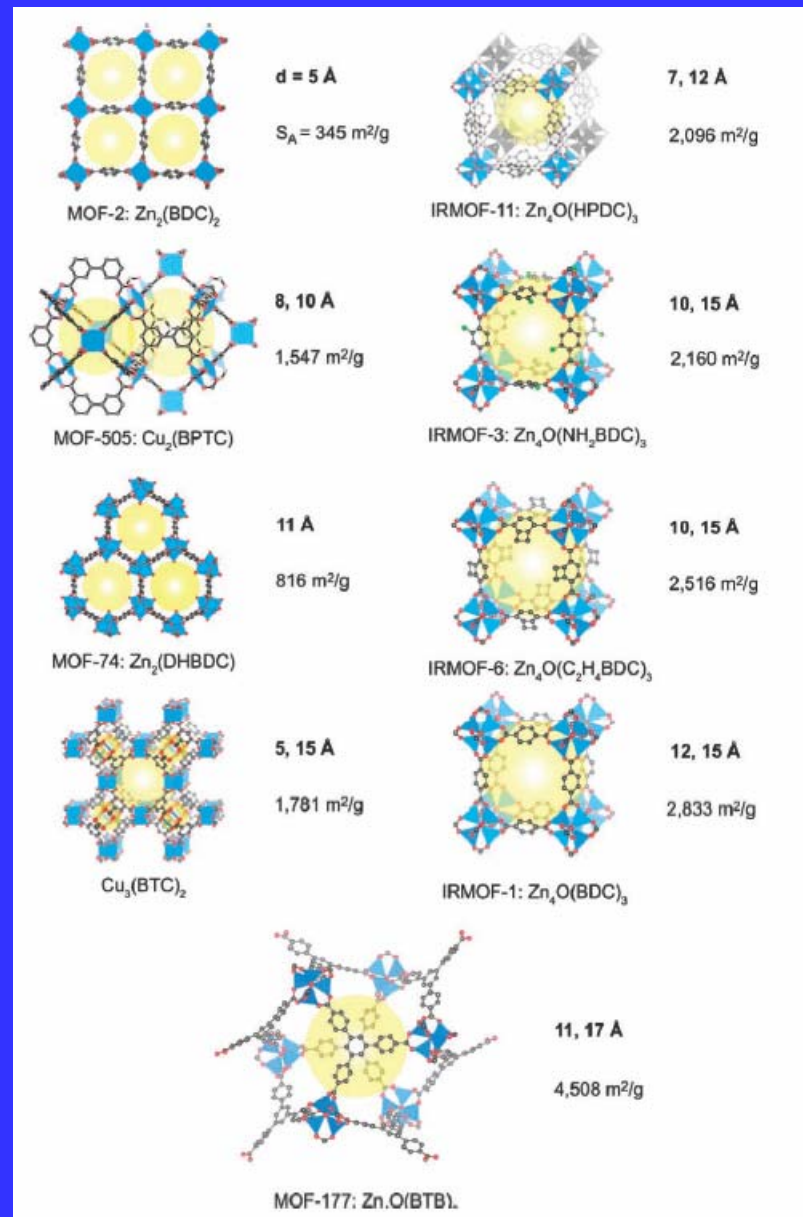 d = 5 Å
S_A = 345 m²/g
MOF-2: Zn₂(BDC)₂
7, 12 Å
2,096 m²/g
IRMOF-11: Zn₄O(HPDC)₃
8, 10 Å
1,547 m²/g
MOF-505: Cu₂(BPTC)
10, 15 Å
2,160 m²/g
IRMOF-3: Zn₄O(NH₂BDC)₃
11 Å
816 m²/g
MOF-74: Zn₂(DHBDC)
10, 15 Å
2,516 m²/g
IRMOF-6: Zn₄O(C₂H₄BDC)₃
5, 15 Å
1,781 m²/g
Cu₃(BTC)₂
12, 15 Å
2,833 m²/g
IRMOF-1: Zn₄O(BDC)₃
11, 17 Å
4,508 m²/g
MOF-177: